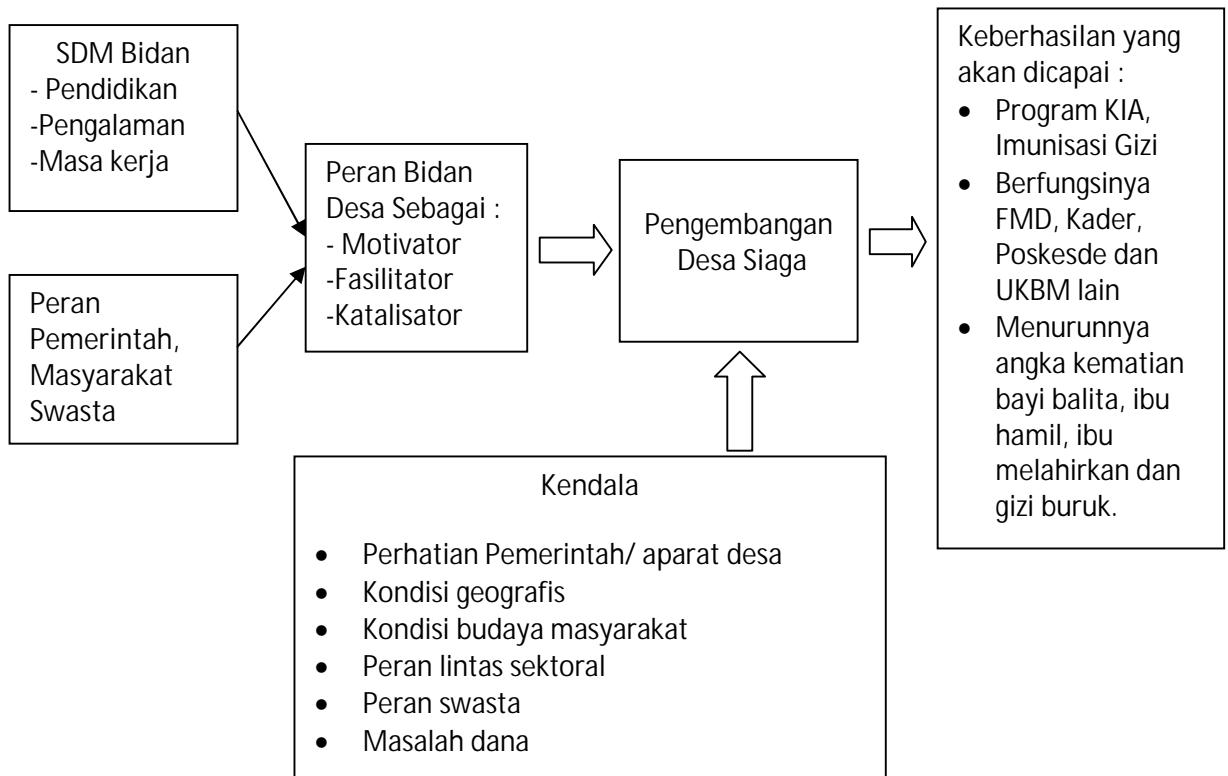 SDM Bidan
- Pendidikan
-Pengalaman
-Masa kerja
Peran
Pemerintah,
Masyarakat
Swasta
Peran Bidan
Desa Sebagai :
- Motivator
-Fasilitator
-Katalisator
Pengembangan
Desa Siaga
Keberhasilan yang
akan dicapai :
• Program KIA,
Imunisasi Gizi
• Berfungsinya
FMD, Kader,
Poskesde dan
UKBM lain
• Menurunnya
angka kematian
bayi balita, ibu
hamil, ibu
melahirkan dan
gizi buruk.
Kendala
• Perhatian Pemerintah/ aparat desa
• Kondisi geografis
• Kondisi budaya masyarakat
• Peran lintas sektoral
• Peran swasta
• Masalah dana